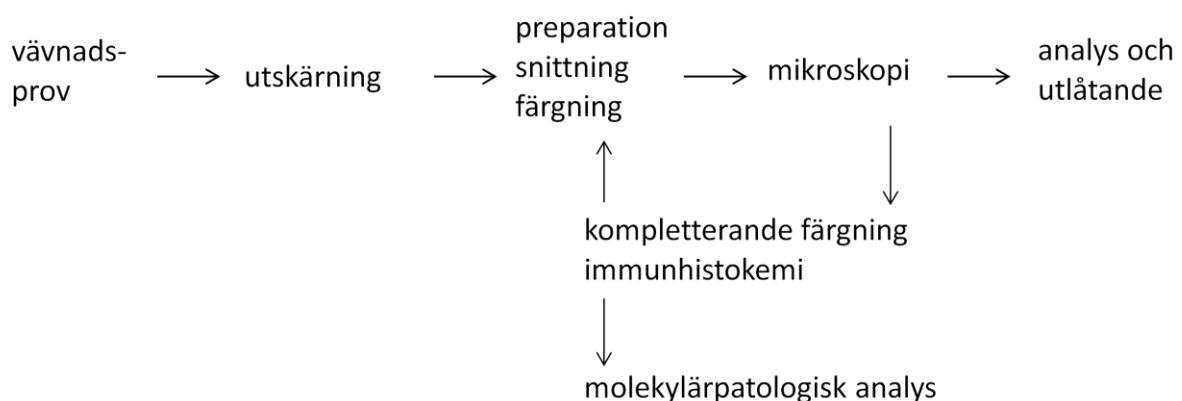 vävnads-
prov
utskärning
preparation
snittning
färgning
mikroskopi
analys och
utlåtande
kompletterande färgning
immunhistokemi
molekylärpatologisk analys